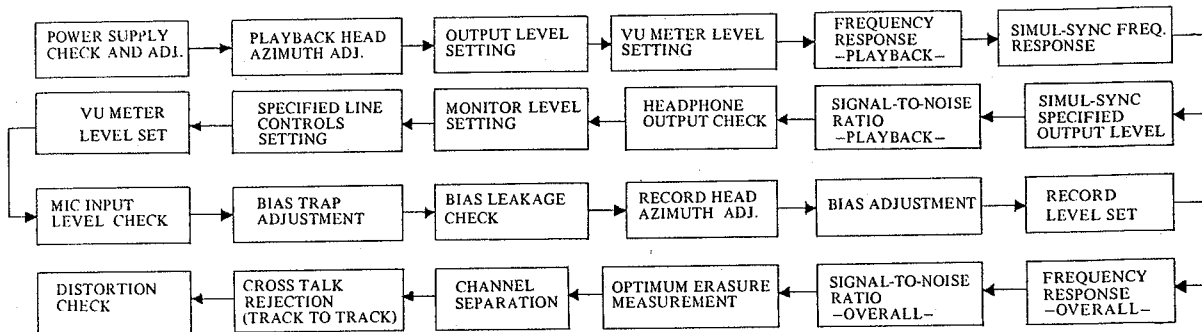 POWER SUPPLY
CHECK AND ADJ.
PLAYBACK HEAD
AZIMUTH ADJ.
OUTPUT LEVEL
SETTING
VU METER LEVEL
SETTING
FREQUENCY
RESPONSE
–PLAYBACK–
SIMUL-SYNC FREQ.
RESPONSE
VU METER
LEVEL SET
SPECIFIED LINE
CONTROLS
SETTING
MONITOR LEVEL
SETTING
HEADPHONE
OUTPUT CHECK
SIGNAL-TO-NOISE
RATIO
–PLAYBACK–
SIMUL-SYNC
SPECIFIED
OUTPUT LEVEL
MIC INPUT
LEVEL CHECK
BIAS TRAP
ADJUSTMENT
BIAS LEAKAGE
CHECK
RECORD HEAD
AZIMUTH ADJ.
BIAS ADJUSTMENT
RECORD
LEVEL SET
DISTORTION
CHECK
CROSS TALK
REJECTION
(TRACK TO TRACK)
CHANNEL
SEPARATION
OPTIMUM ERASURE
MEASUREMENT
SIGNAL-TO-NOISE
RATIO
–OVERALL–
FREQUENCY
RESPONSE
–OVERALL–